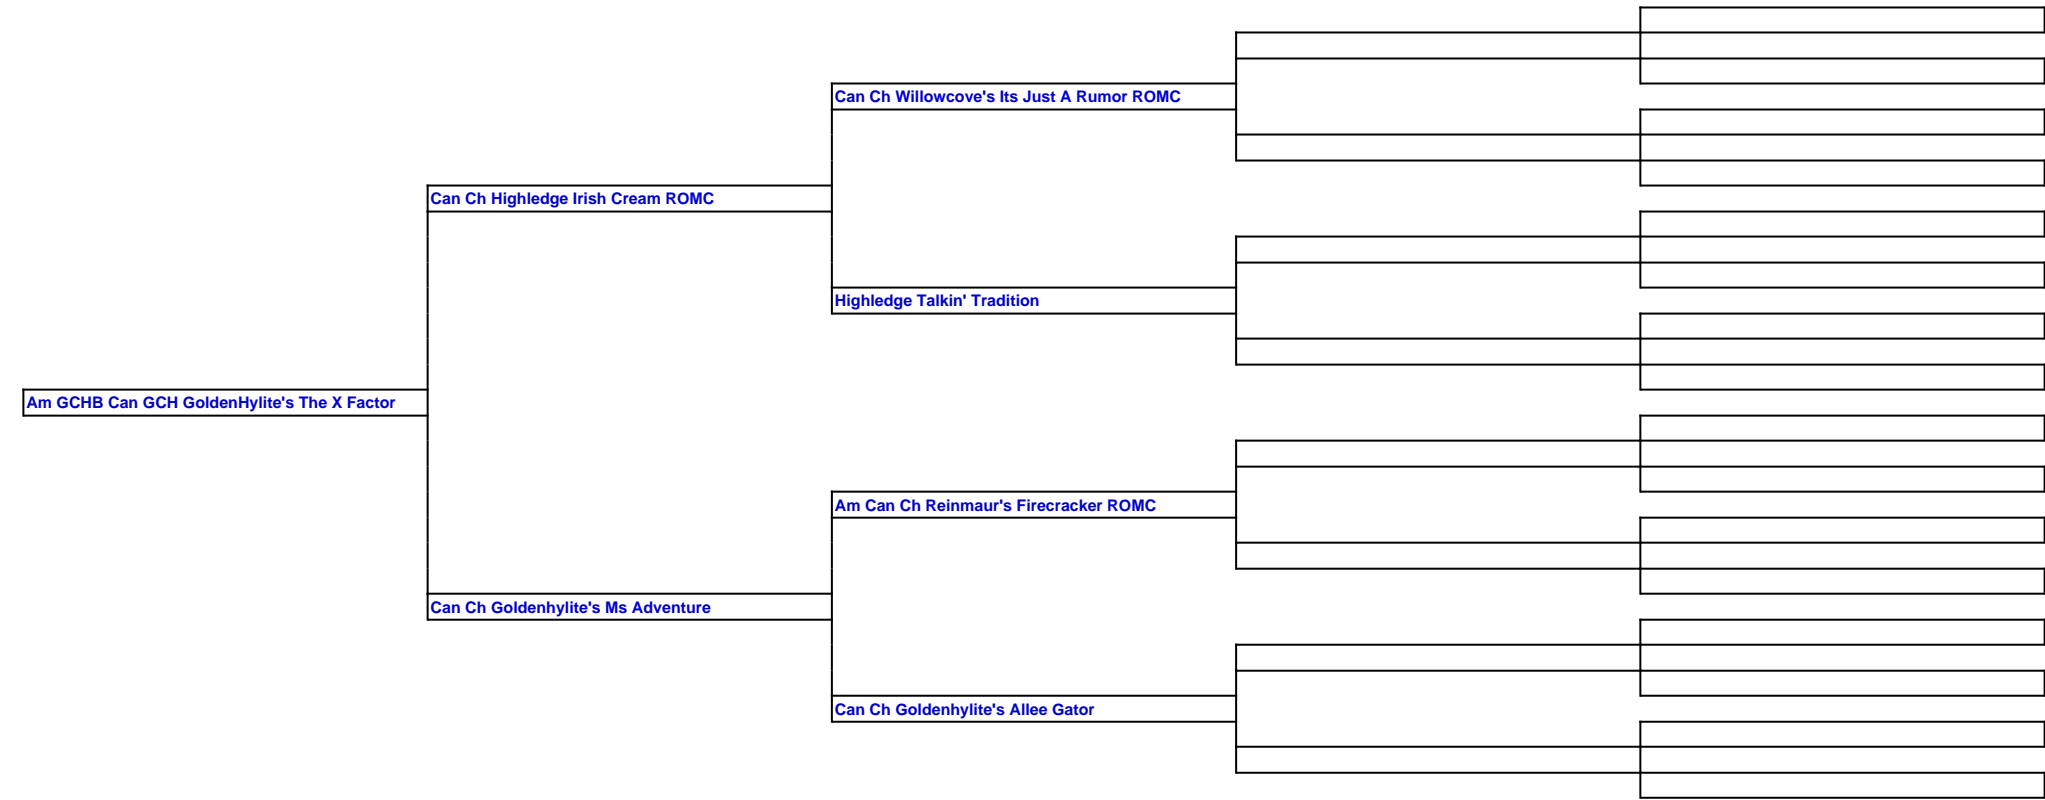 Can Ch Willowcove's Its Just A Rumor ROMC
Can Ch Highledge Irish Cream ROMC
Highledge Talkin' Tradition
Am GCHB Can GCH GoldenHylite's The X Factor
Am Can Ch Reinmaur's Firecracker ROMC
Can Ch Goldenhylite's Ms Adventure
Can Ch Goldenhylite's Allee Gator